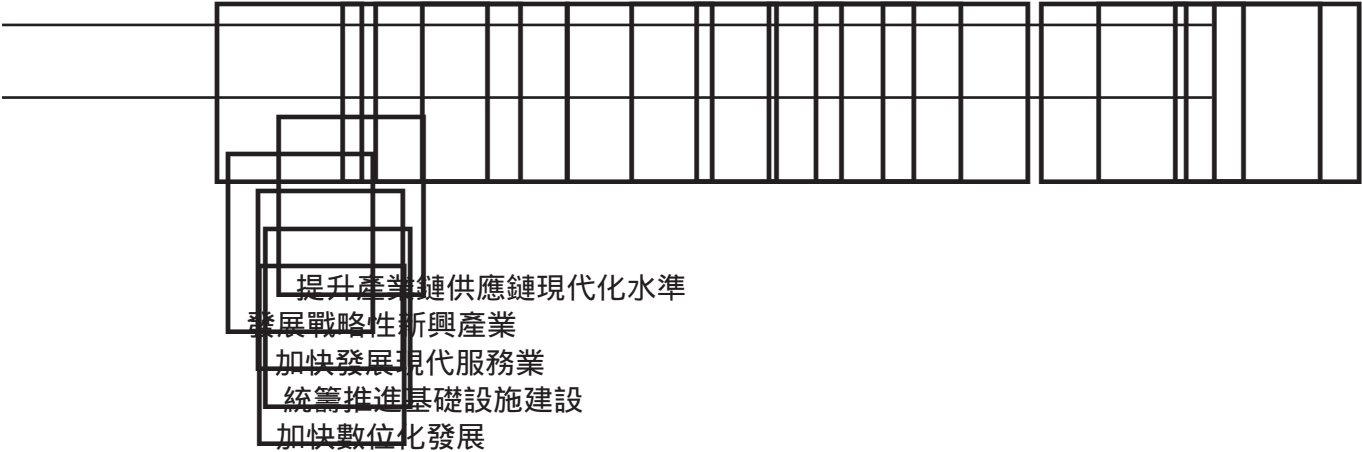 提升產業鏈供應鏈現代化水準
發展戰略性新興產業
加快發展現代服務業
統籌推進基礎設施建設
加快數位化發展